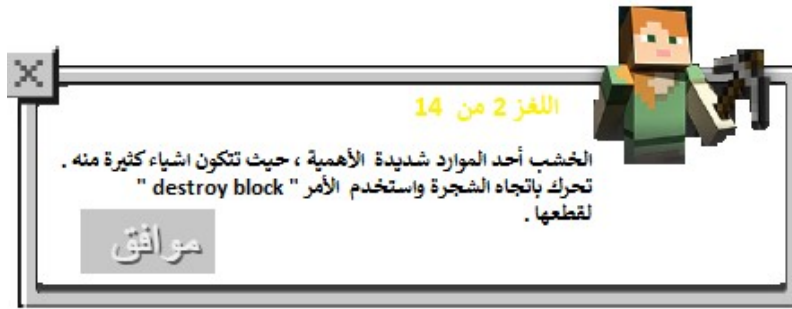 اللغز 2 من 14
الخشب أحد الموارد شديدة الأهمية ، حيث تتكون اشياء كثيرة منه .
تحرك باتجاه الشجرة واستخدم الأمر " destroy block "
لقطعها .
موافق